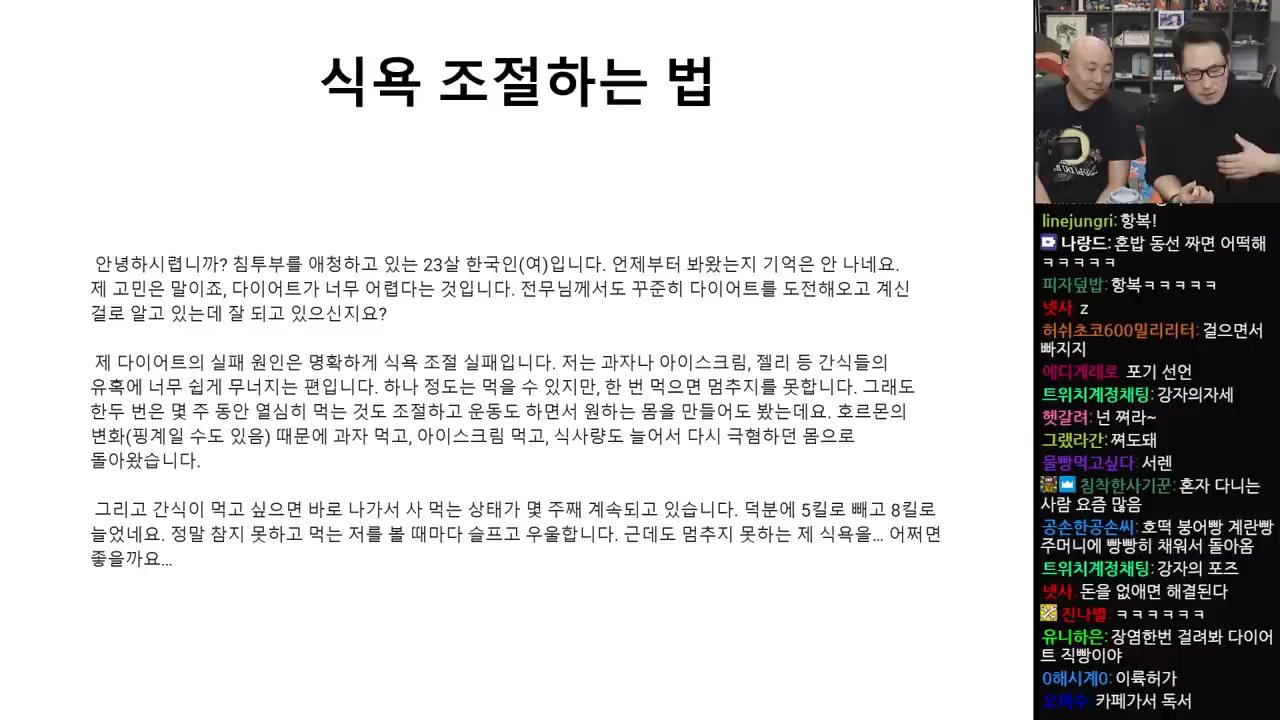 식욕 조절하는 법
안녕하시렵니까? 침투부를 애청하고 있는 23살 한국인(여)입니다. 언제부터 봐왔는지 기억은 안 나네요.
제 고민은 말이죠, 다이어트가 너무 어렵다는 것입니다. 전무님께서도 꾸준히 다이어트를 도전해오고 계신
걸로 알고 있는데 잘 되고 있으신지요?
제 다이어트의 실패 원인은 명확하게 식욕 조절 실패입니다. 저는 과자나 아이스크림, 젤리 등 간식들의
유혹에 너무 쉽게 무너지는 편입니다. 하나 정도는 먹을 수 있지만, 한 번 먹으면 멈추지를 못합니다. 그래도
한두 번은 몇 주 동안 열심히 먹는 것도 조절하고 운동도 하면서 원하는 몸을 만들어도 봤는데요. 호르몬의
변화(핑계일 수도 있음) 때문에 과자 먹고, 아이스크림 먹고, 식사량도 늘어서 다시 극혐하던 몸으로
돌아왔습니다.
그리고 간식이 먹고 싶으면 바로 나가서 사 먹는 상태가 몇 주째 계속되고 있습니다. 덕분에 5킬로 빼고 8킬로
늘었네요. 정말 참지 못하고 먹는 저를 볼 때마다 슬프고 우울합니다. 근데도 멈추지 못하는 제 식욕을... 어쩌면
좋을까요...
linejungri: 항복!
나랑드: 혼밥 동선 짜면 어떡해
ㅋㅋㅋㅋㅋ
피자덮밥: 항복ㅋㅋㅋㅋㅋ
넷사: z
허쉬초코600밀리리터: 걸으면서
빠지지
에디게레로: 포기 선언
트위치계정채팅: 강자의자세
헷갈려: 넌 쪄라~
그랬라간: 쪄도돼
물빵먹고싶다: 서렌
침착한사기꾼: 혼자 다니는
사람 요즘 많음
공손한공손씨: 호떡 붕어빵 계란빵
주머니에 빵빵히 채워서 돌아옴
트위치계정채팅: 강자의 포즈
넷사: 돈을 없애면 해결된다
진나별: ㅋㅋㅋㅋㅋㅋ
유니하은: 장염한번 걸려봐 다이어
트 직빵이야
0해시계0: 이륙허가
카페가서 독서